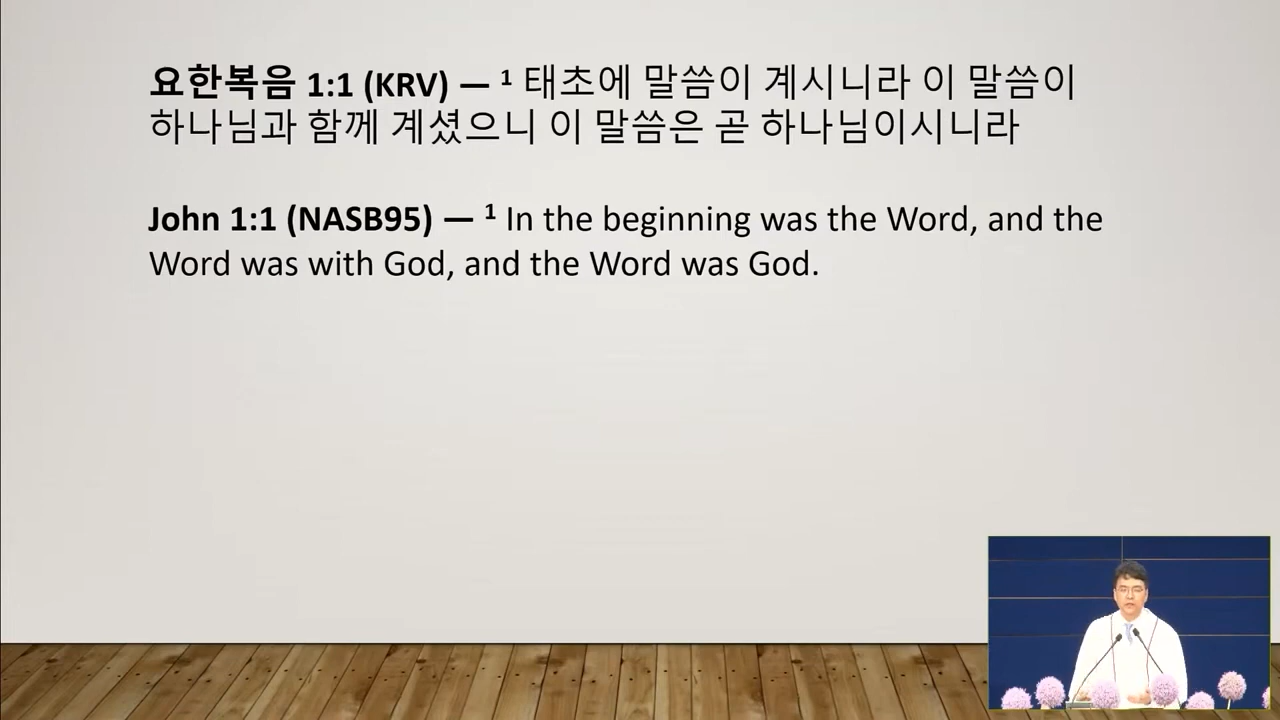 요한복음 1:1 (KRV) — ¹ 태초에 말씀이 계시니라 이 말씀이
하나님과 함께 계셨으니 이 말씀은 곧 하나님이시니라
John 1:1 (NASB95) — ¹ In the beginning was the Word, and the
Word was with God, and the Word was God.